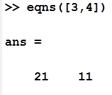 >> eqns([3,4])
ans =
21 11